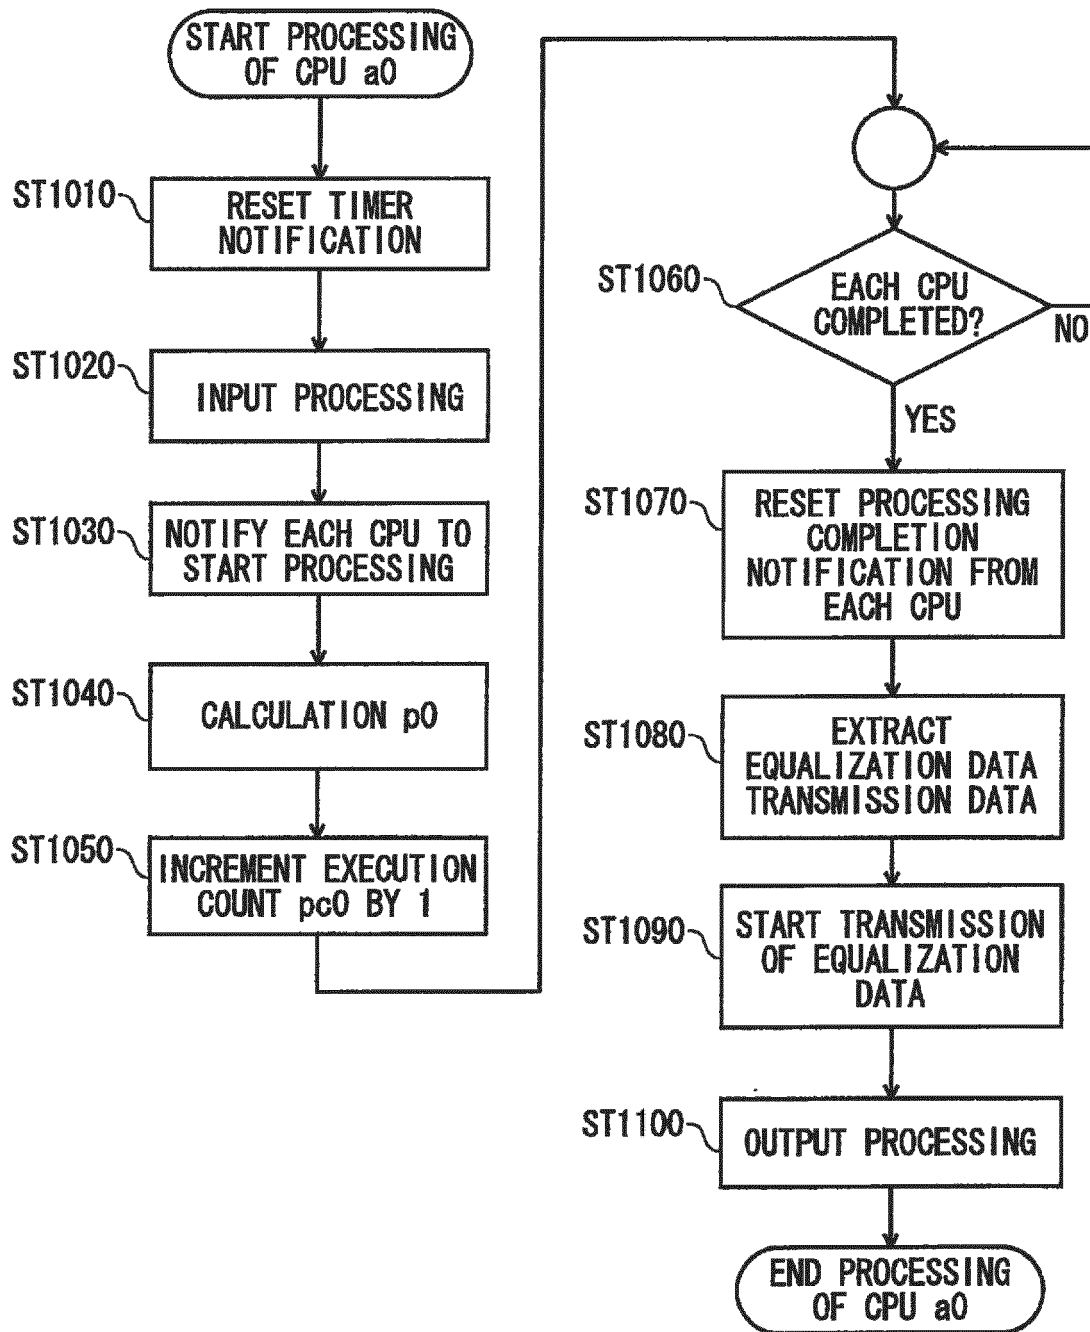 START PROCESSING
OF CPU a0
ST1010
RESET TIMER
NOTIFICATION
ST1020
INPUT PROCESSING
ST1030
NOTIFY EACH CPU TO
START PROCESSING
ST1040
CALCULATION p0
ST1050
INCREMENT EXECUTION
COUNT pc0 BY 1
ST1060
EACH CPU
COMPLETED?
NO
YES
ST1070
RESET PROCESSING
COMPLETION
NOTIFICATION FROM
EACH CPU
ST1080
EXTRACT
EQUALIZATION DATA
TRANSMISSION DATA
ST1090
START TRANSMISSION
OF EQUALIZATION
DATA
ST1100
OUTPUT PROCESSING
END PROCESSING
OF CPU a0